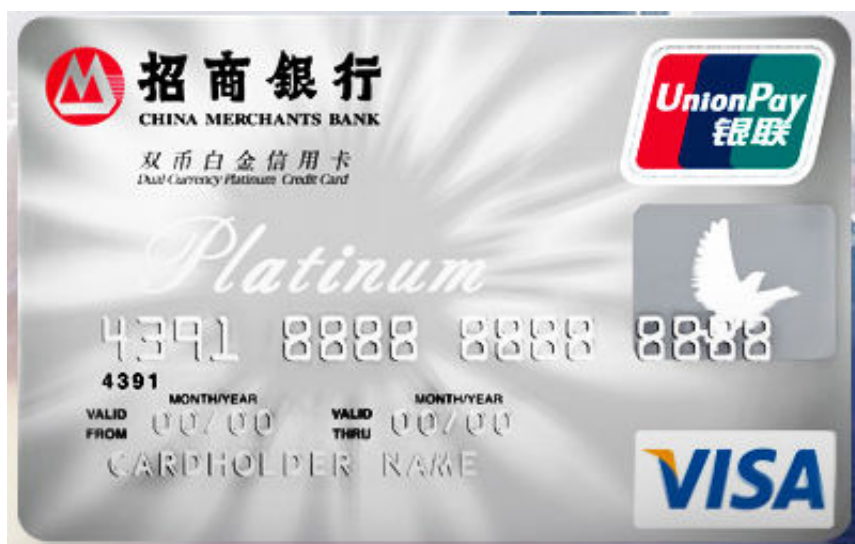 招商银行
CHINA MERCHANTS BANK
UnionPay
银联
双币白金信用卡
Dual Currency Platinum Credit Card
Platinum
4391 8888 8888 8888
4391
MONTH/YEAR MONTH/YEAR
VALID FROM 00/00 VALID THRU 00/00
CARDHOLDER NAME
VISA